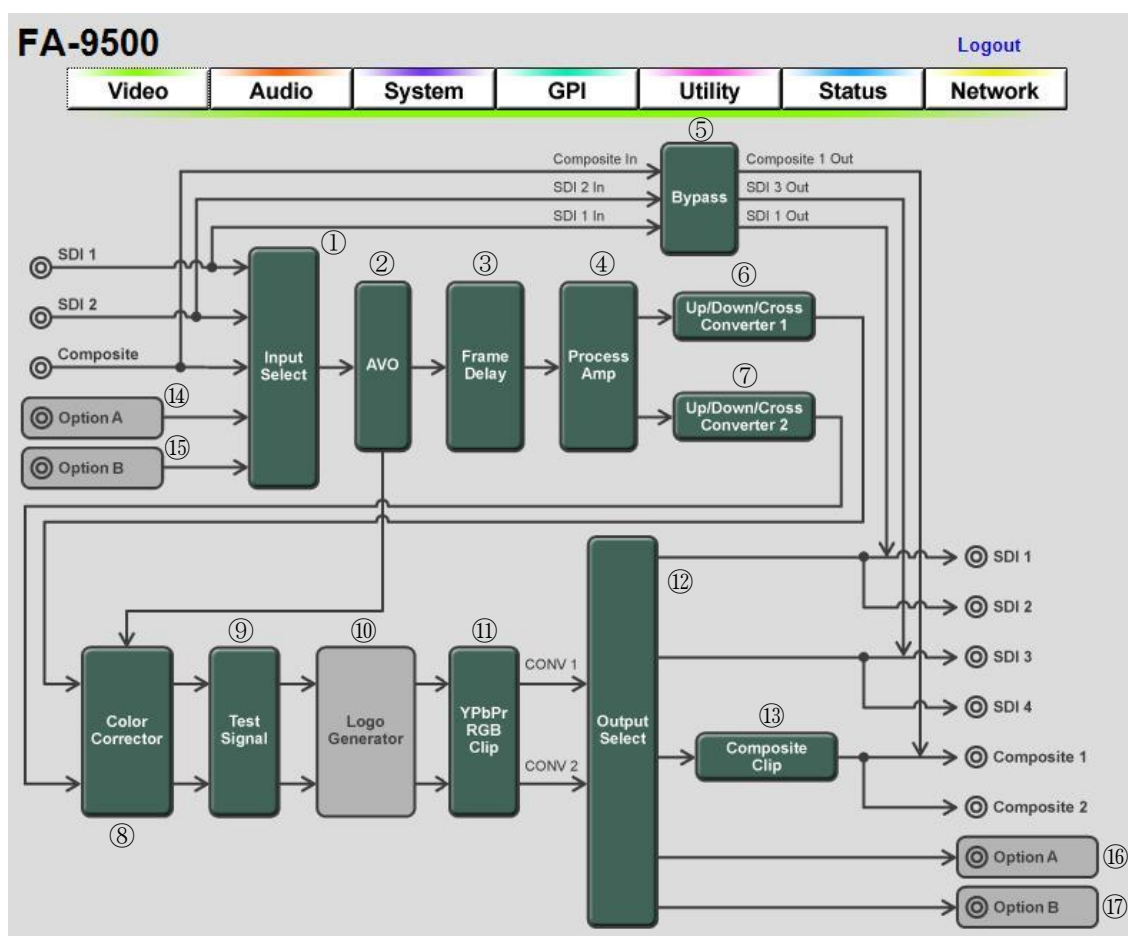 FA-9500
Logout
Video Audio System GPI Utility Status Network
⑤
Composite In
Composite 1 Out
SDI 2 In
Bypass
SDI 3 Out
SDI 1 In
SDI 1 Out
SDI 1
①
②
③
④
⑥
SDI 2
Up/Down/Cross
Converter 1
Composite
Input
Select
AVO
Frame
Delay
Process
Amp
⑦
⑭
Option A
Up/Down/Cross
Converter 2
⑮
Option B
SDI 1
⑫
SDI 2
⑨
⑩
⑪
CONV 1
SDI 3
SDI 4
Color
Corrector
Test
Signal
Logo
Generator
YPbPr
RGB
Clip
Output
Select
⑬
Composite
Clip
Composite 1
CONV 2
Composite 2
⑧
Option A
⑯
Option B
⑰